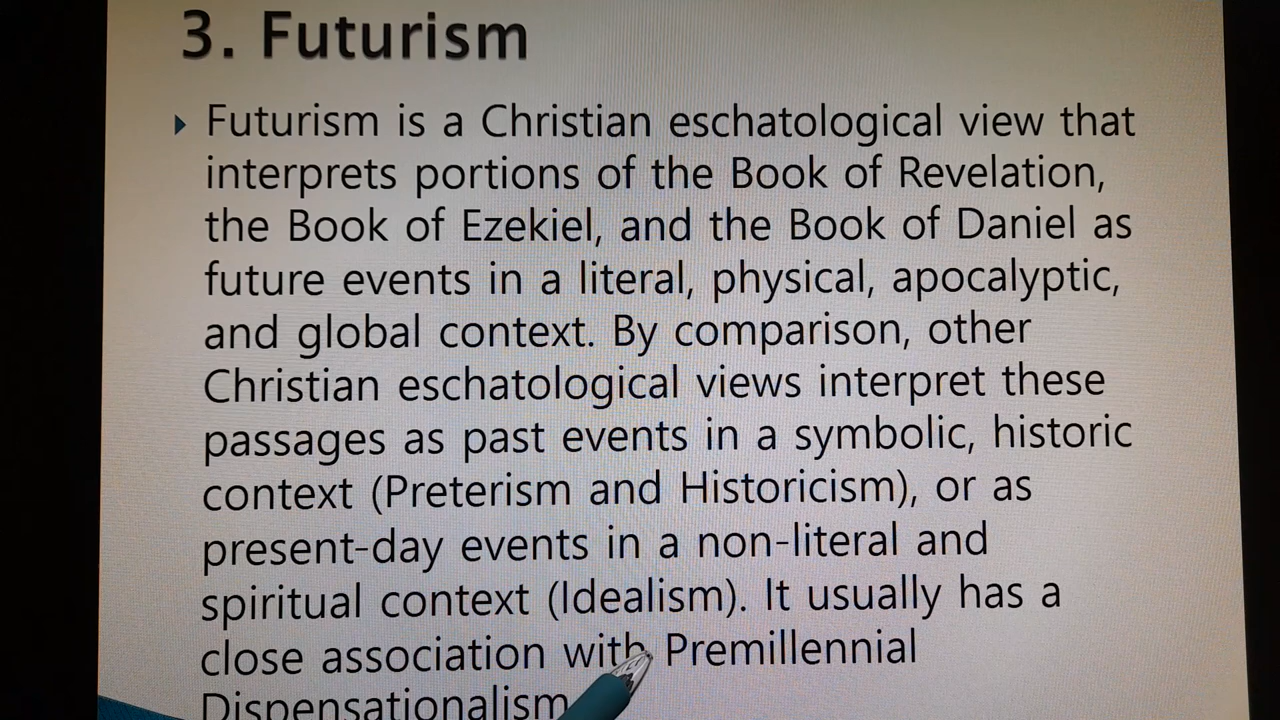 3. Futurism
Futurism is a Christian eschatological view that
interprets portions of the Book of Revelation,
the Book of Ezekiel, and the Book of Daniel as
future events in a literal, physical, apocalyptic,
and global context. By comparison, other
Christian eschatological views interpret these
passages as past events in a symbolic, historic
context (Preterism and Historicism), or as
present-day events in a non-literal and
spiritual context (Idealism). It usually has a
close association with Premillennial
Dispensationalism